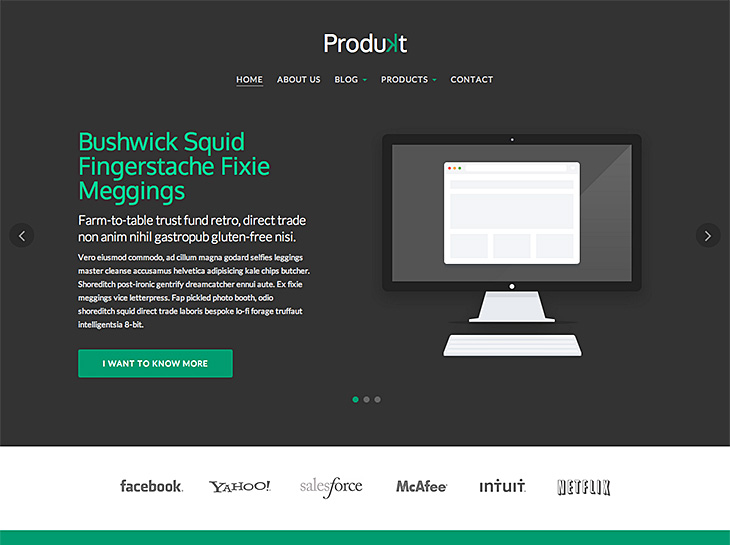 Produkt
HOME ABOUT US BLOG PRODUCTS CONTACT
Bushwick Squid
Fingerstache Fixie
Meggings
Farm-to-table trust fund retro, direct trade
non anim nihil gastropub gluten-free nisi.
Vero eiusmod commodo, ad cillum magna godard selfies leggings
master cleanse accusamus helvetica adipisicing kale chips butcher.
Shoreditch post-ironic gentrify dreamcatcher ennui aute. Ex fixie
meggings vice letterpress. Fap pickled photo booth, odio
shoreditch squid direct trade laboris bespoke lo-fi forage truffaut
intelligentsia 8-bit.
I WANT TO KNOW MORE
facebook. YAHOO! salesforce McAfee intuit. NETFLIX